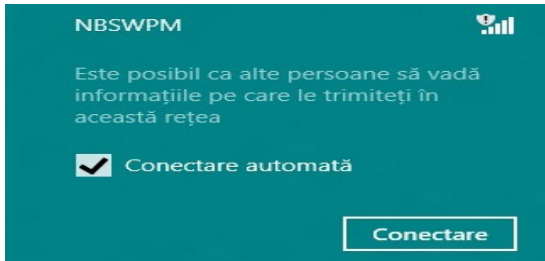 NBSWPM
Este posibil ca alte persoane să vadă
informațiile pe care le trimiteți în
această rețea
Conectare automată
Conectare